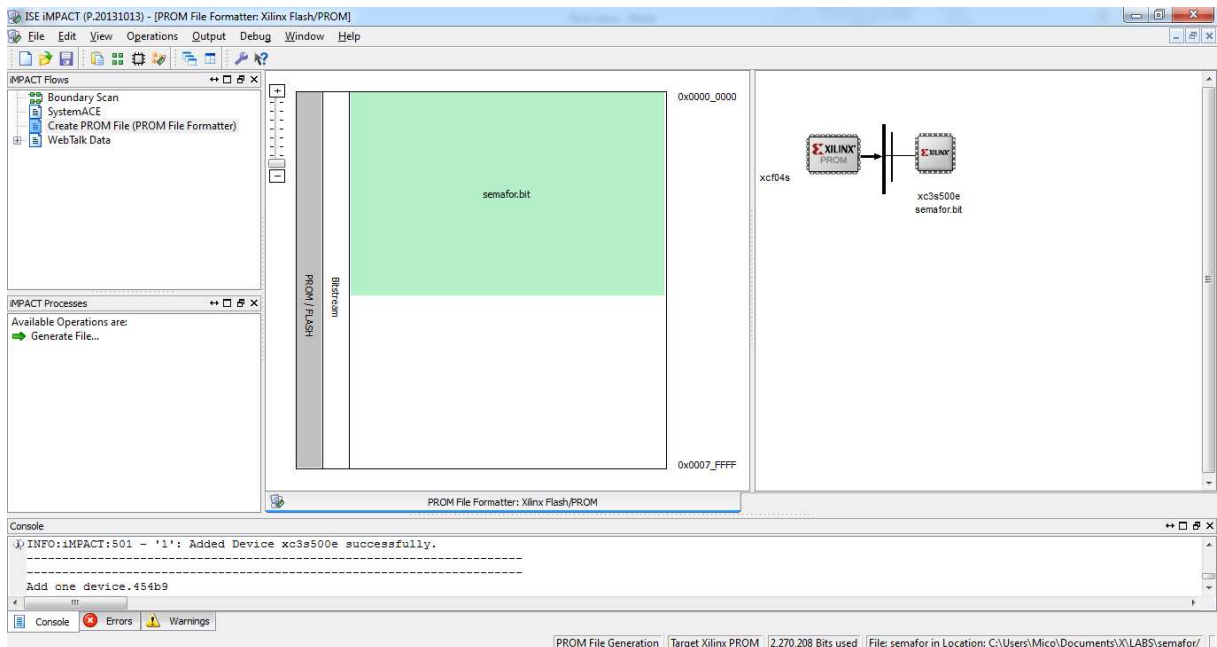 ISE iMPACT (P.20131013) - [PROM File Formatter: Xilinx Flash/PROM]
File Edit View Operations Output Debug Window Help
iMPACT Flows
Boundary Scan
SystemACE
Create PROM File (PROM File Formatter)
WebTalk Data
iMPACT Processes
Available Operations are:
Generate File...
PROM / FLASH
Bitstream
semafor.bit
0x0000_0000
0x0007_FFFF
PROM File Formatter: Xilinx Flash/PROM
xcf04s
XILINX
PROM
XILINX
xc3s500e
semafor.bit
Console
INFO:iMPACT:501 - '1': Added Device xc3s500e successfully.
----------------------------------------------------------------------
----------------------------------------------------------------------
Add one device.454b9
Console Errors Warnings
PROM File Generation Target Xilinx PROM 2,270,208 Bits used File: semafor in Location: C:\Users\Mico\Documents\X\LABS\semafor/